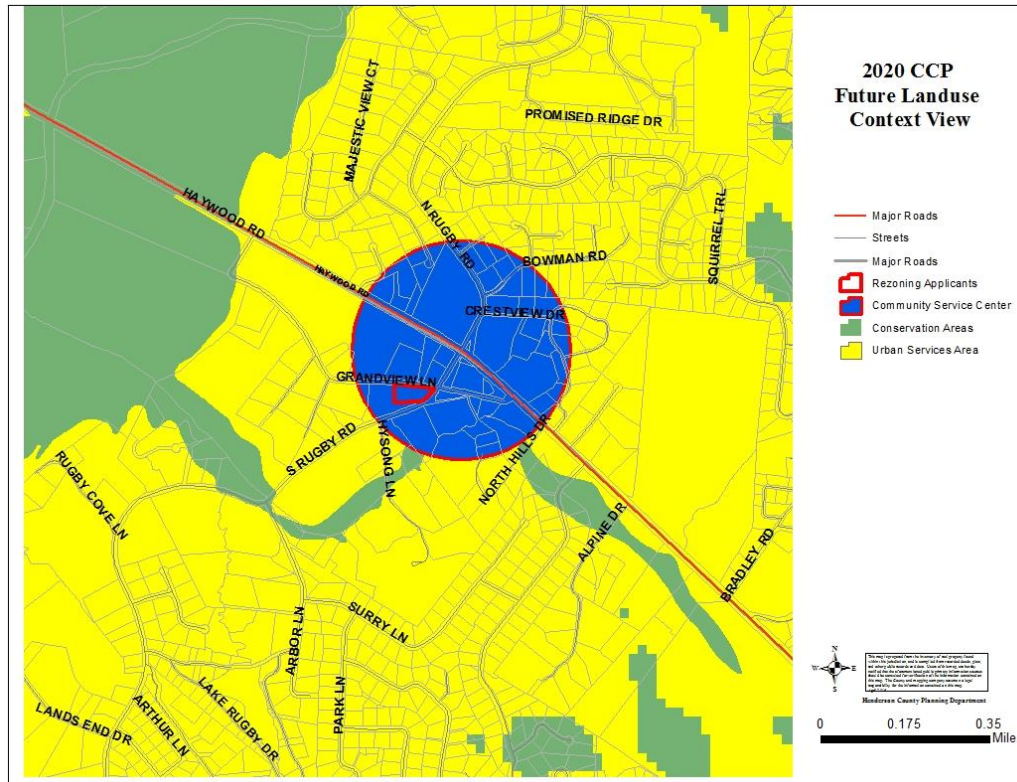 2020 CCP
Future Landuse
Context View
MAJESTIC VIEW CT
PROMISED RIDGE DR
HAYWOOD RD
N RUGBY RD
SQUIRREL TRL
BOWMAN RD
HAYWOOD RD
CRESTVIEW DR
GRANDVIEW LN
S RUGBY RD
HYSONG LN
NORTH HILLS DR
RUGBY COVE LN
ALPINE DR
BRADLEY RD
SURRY LN
ARBOR LN
PARK LN
LAKE RUGBY DR
ARTHUR LN
LANDS END DR
Major Roads
Streets
Major Roads
Rezoning Applicants
Community Service Center
Conservation Areas
Urban Services Area
N
W
E
S
Henderson County Planning Department
0 0.175 0.35
Mile